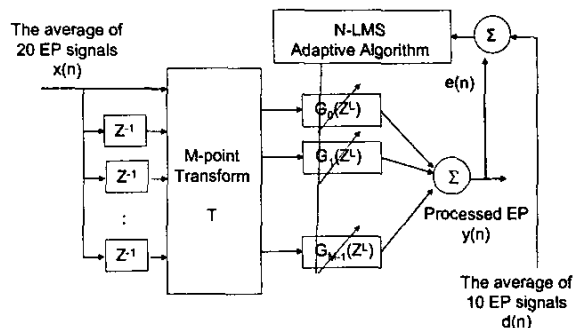 The average of
20 EP signals
x(n)
N-LMS
Adaptive Algorithm
Σ
e(n)
Z-1
Z-1
:
Z-1
M-point
Transform
T
G0(ZL)
G1(ZL)
GM-1(ZL)
Σ
Processed EP
y(n)
The average of
10 EP signals
d(n)